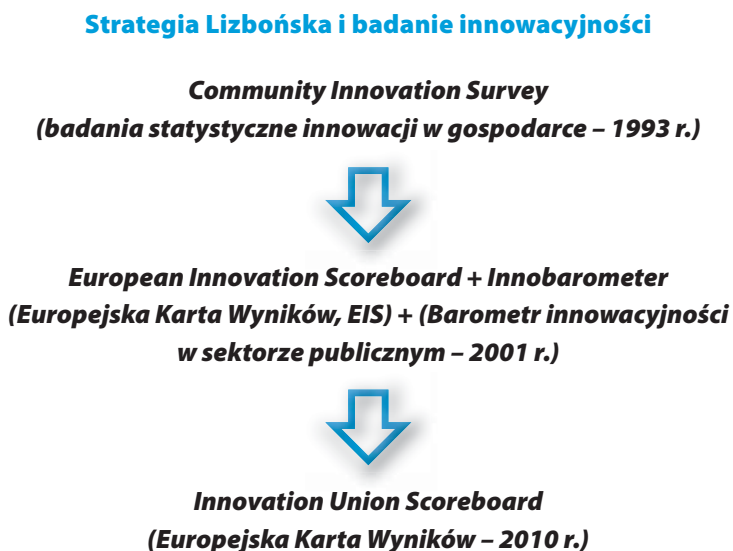 Strategia Lizbońska i badanie innowacyjności
Community Innovation Survey
(badania statystyczne innowacji w gospodarce – 1993 r.)
European Innovation Scoreboard + Innobarometer
(Europejska Karta Wyników, EIS) + (Barometr innowacyjności
w sektorze publicznym – 2001 r.)
Innovation Union Scoreboard
(Europejska Karta Wyników – 2010 r.)